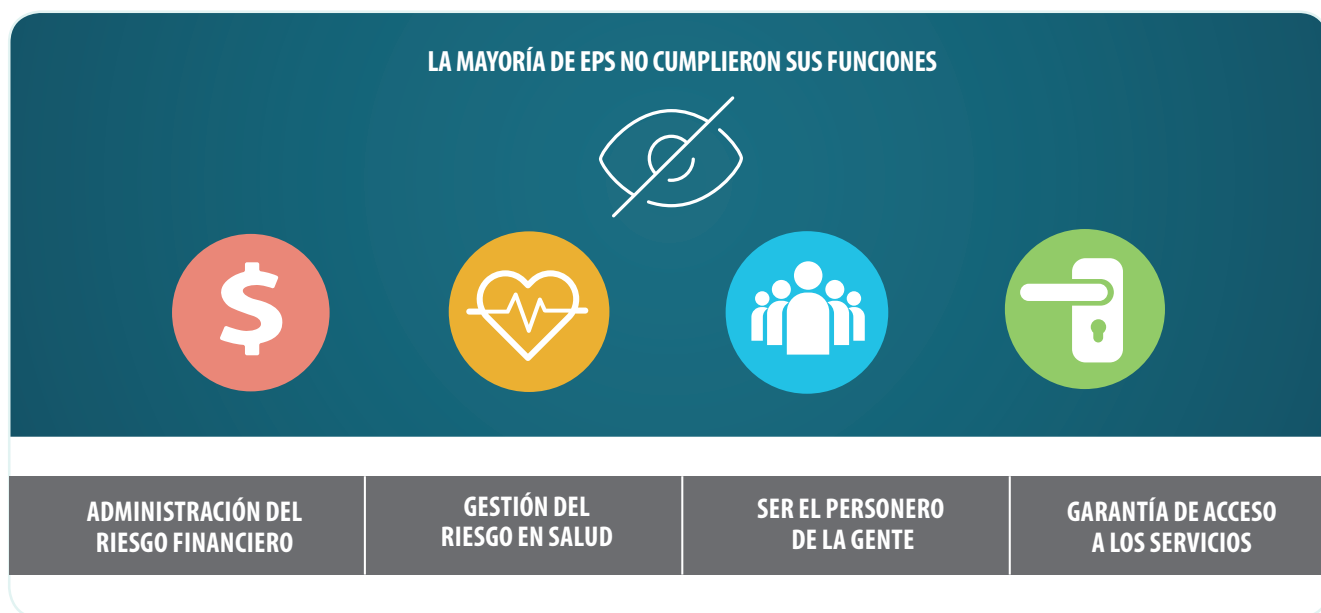 LA MAYORÍA DE EPS NO CUMPLIERON SUS FUNCIONES
$
ADMINISTRACIÓN DEL
RIESGO FINANCIERO
GESTIÓN DEL
RIESGO EN SALUD
SER EL PERSONERO
DE LA GENTE
GARANTÍA DE ACCESO
A LOS SERVICIOS